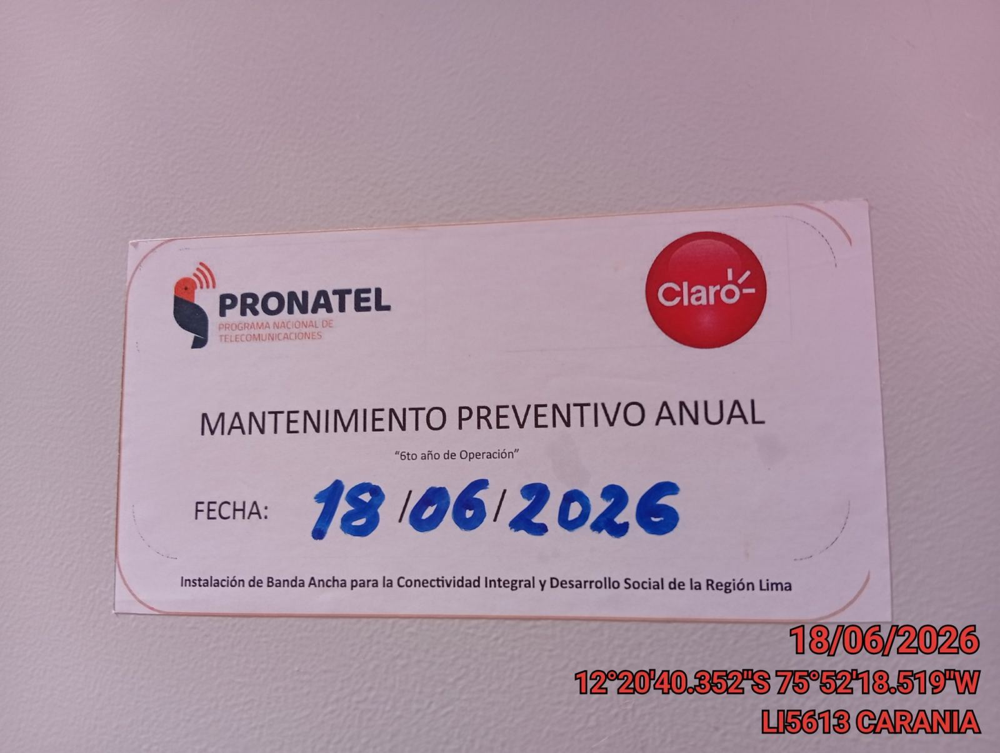 PRONATEL
PROGRAMA NACIONAL DE
TELECOMUNICACIONES
Claro
MANTENIMIENTO PREVENTIVO ANUAL
“6to año de Operación”
FECHA: 18/06/2026
Instalación de Banda Ancha para la Conectividad Integral y Desarrollo Social de la Región Lima
18/06/2026
12°20'40.352"S 75°52'18.519"W
LI5613 CARANIA